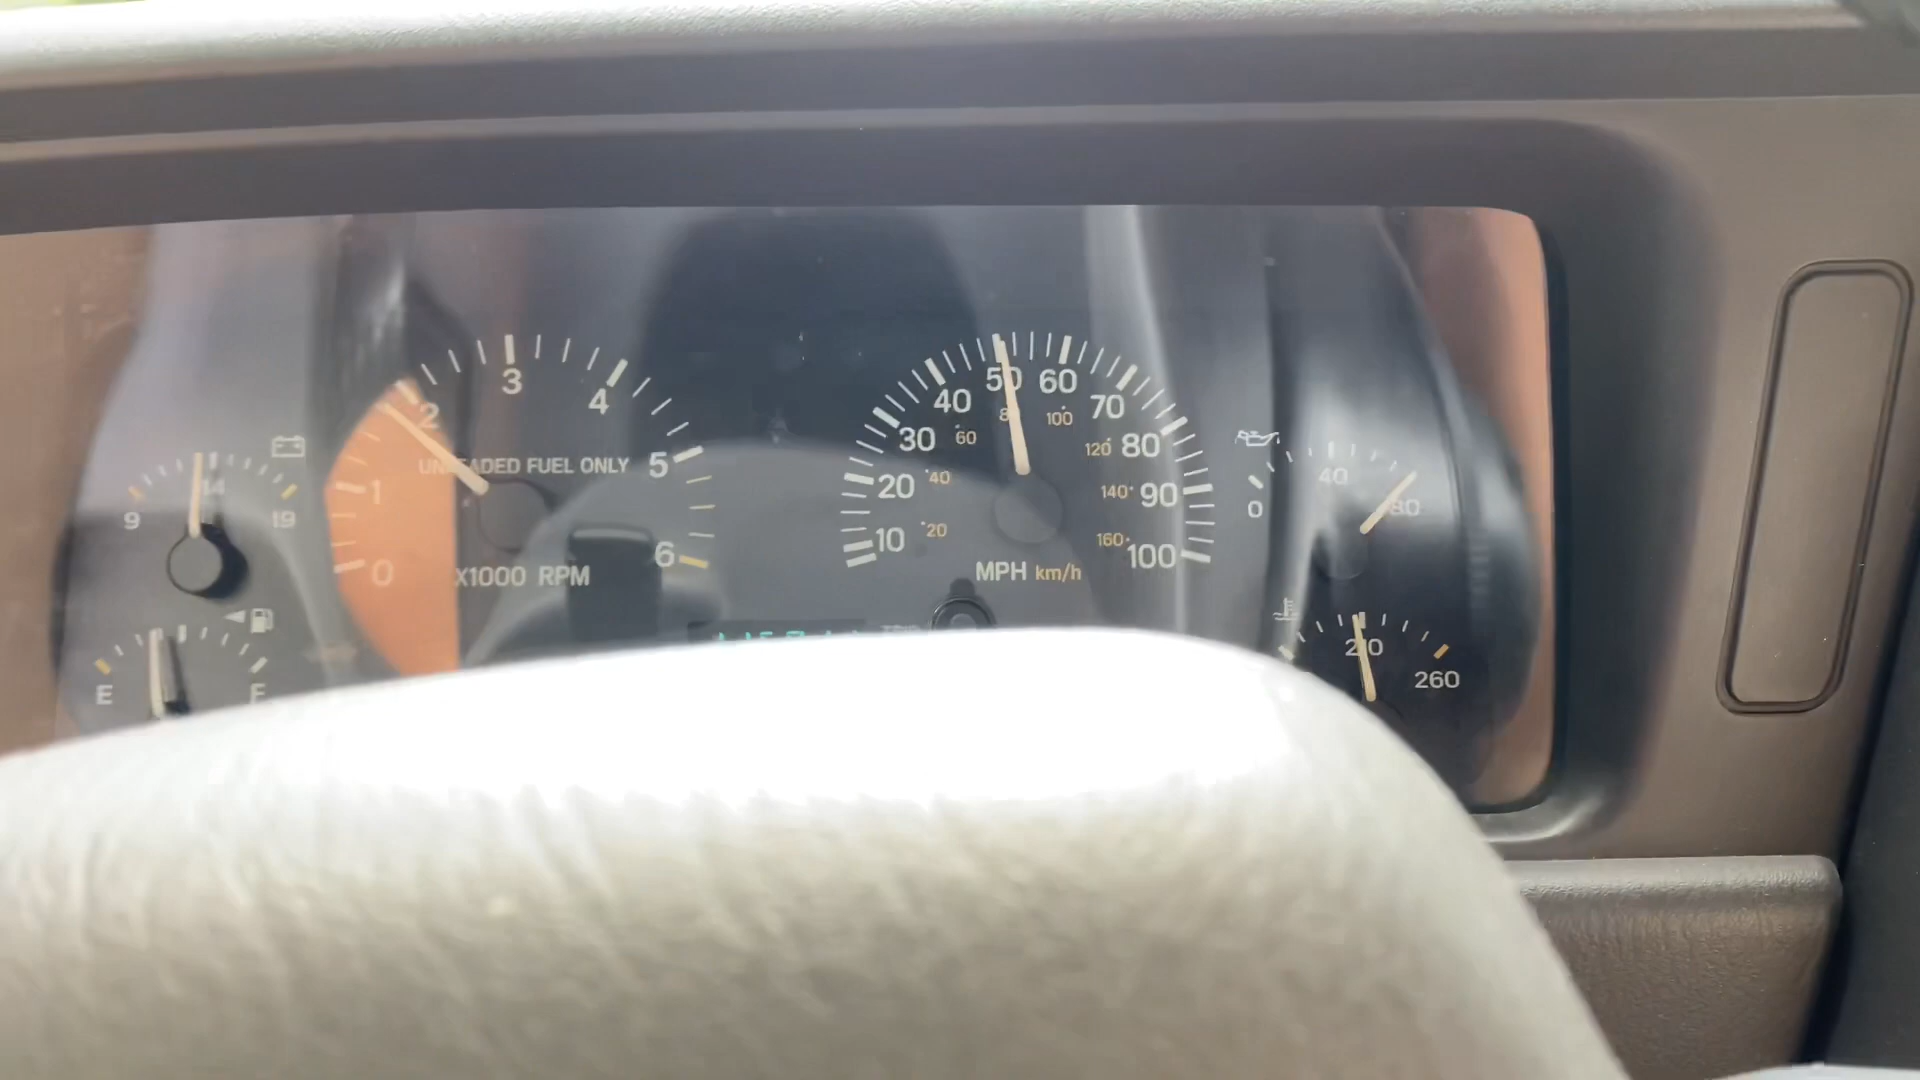 9 14 19
E F
0 1 2 3 4 5 6
UNLEADED FUEL ONLY
X1000 RPM
10 20 30 40 50 60 70 80 90 100
20 40 60 80 100 120 140 160
MPH km/h
0 40 80
210 260